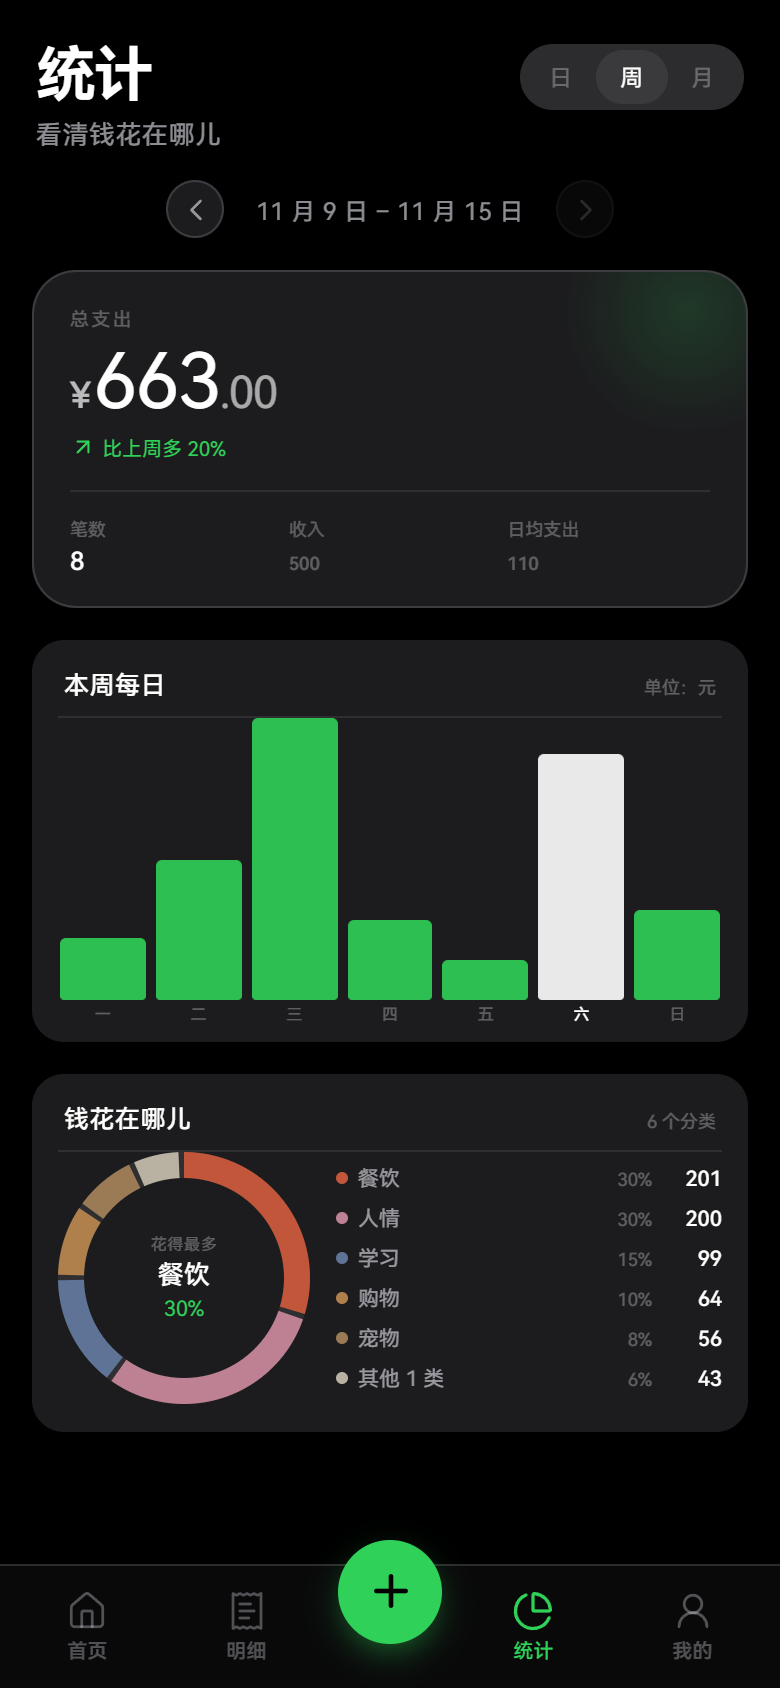 统计
日 周 月
看清钱花在哪儿
11 月 9 日 – 11 月 15 日
总支出
¥663.00
比上周多 20%
笔数 收入 日均支出
8 500 110
本周每日 单位：元
一 二 三 四 五 六 日
钱花在哪儿 6 个分类
花得最多
餐饮
30%
餐饮 30% 201
人情 30% 200
学习 15% 99
购物 10% 64
宠物 8% 56
其他 1 类 6% 43
首页 明细 统计 我的